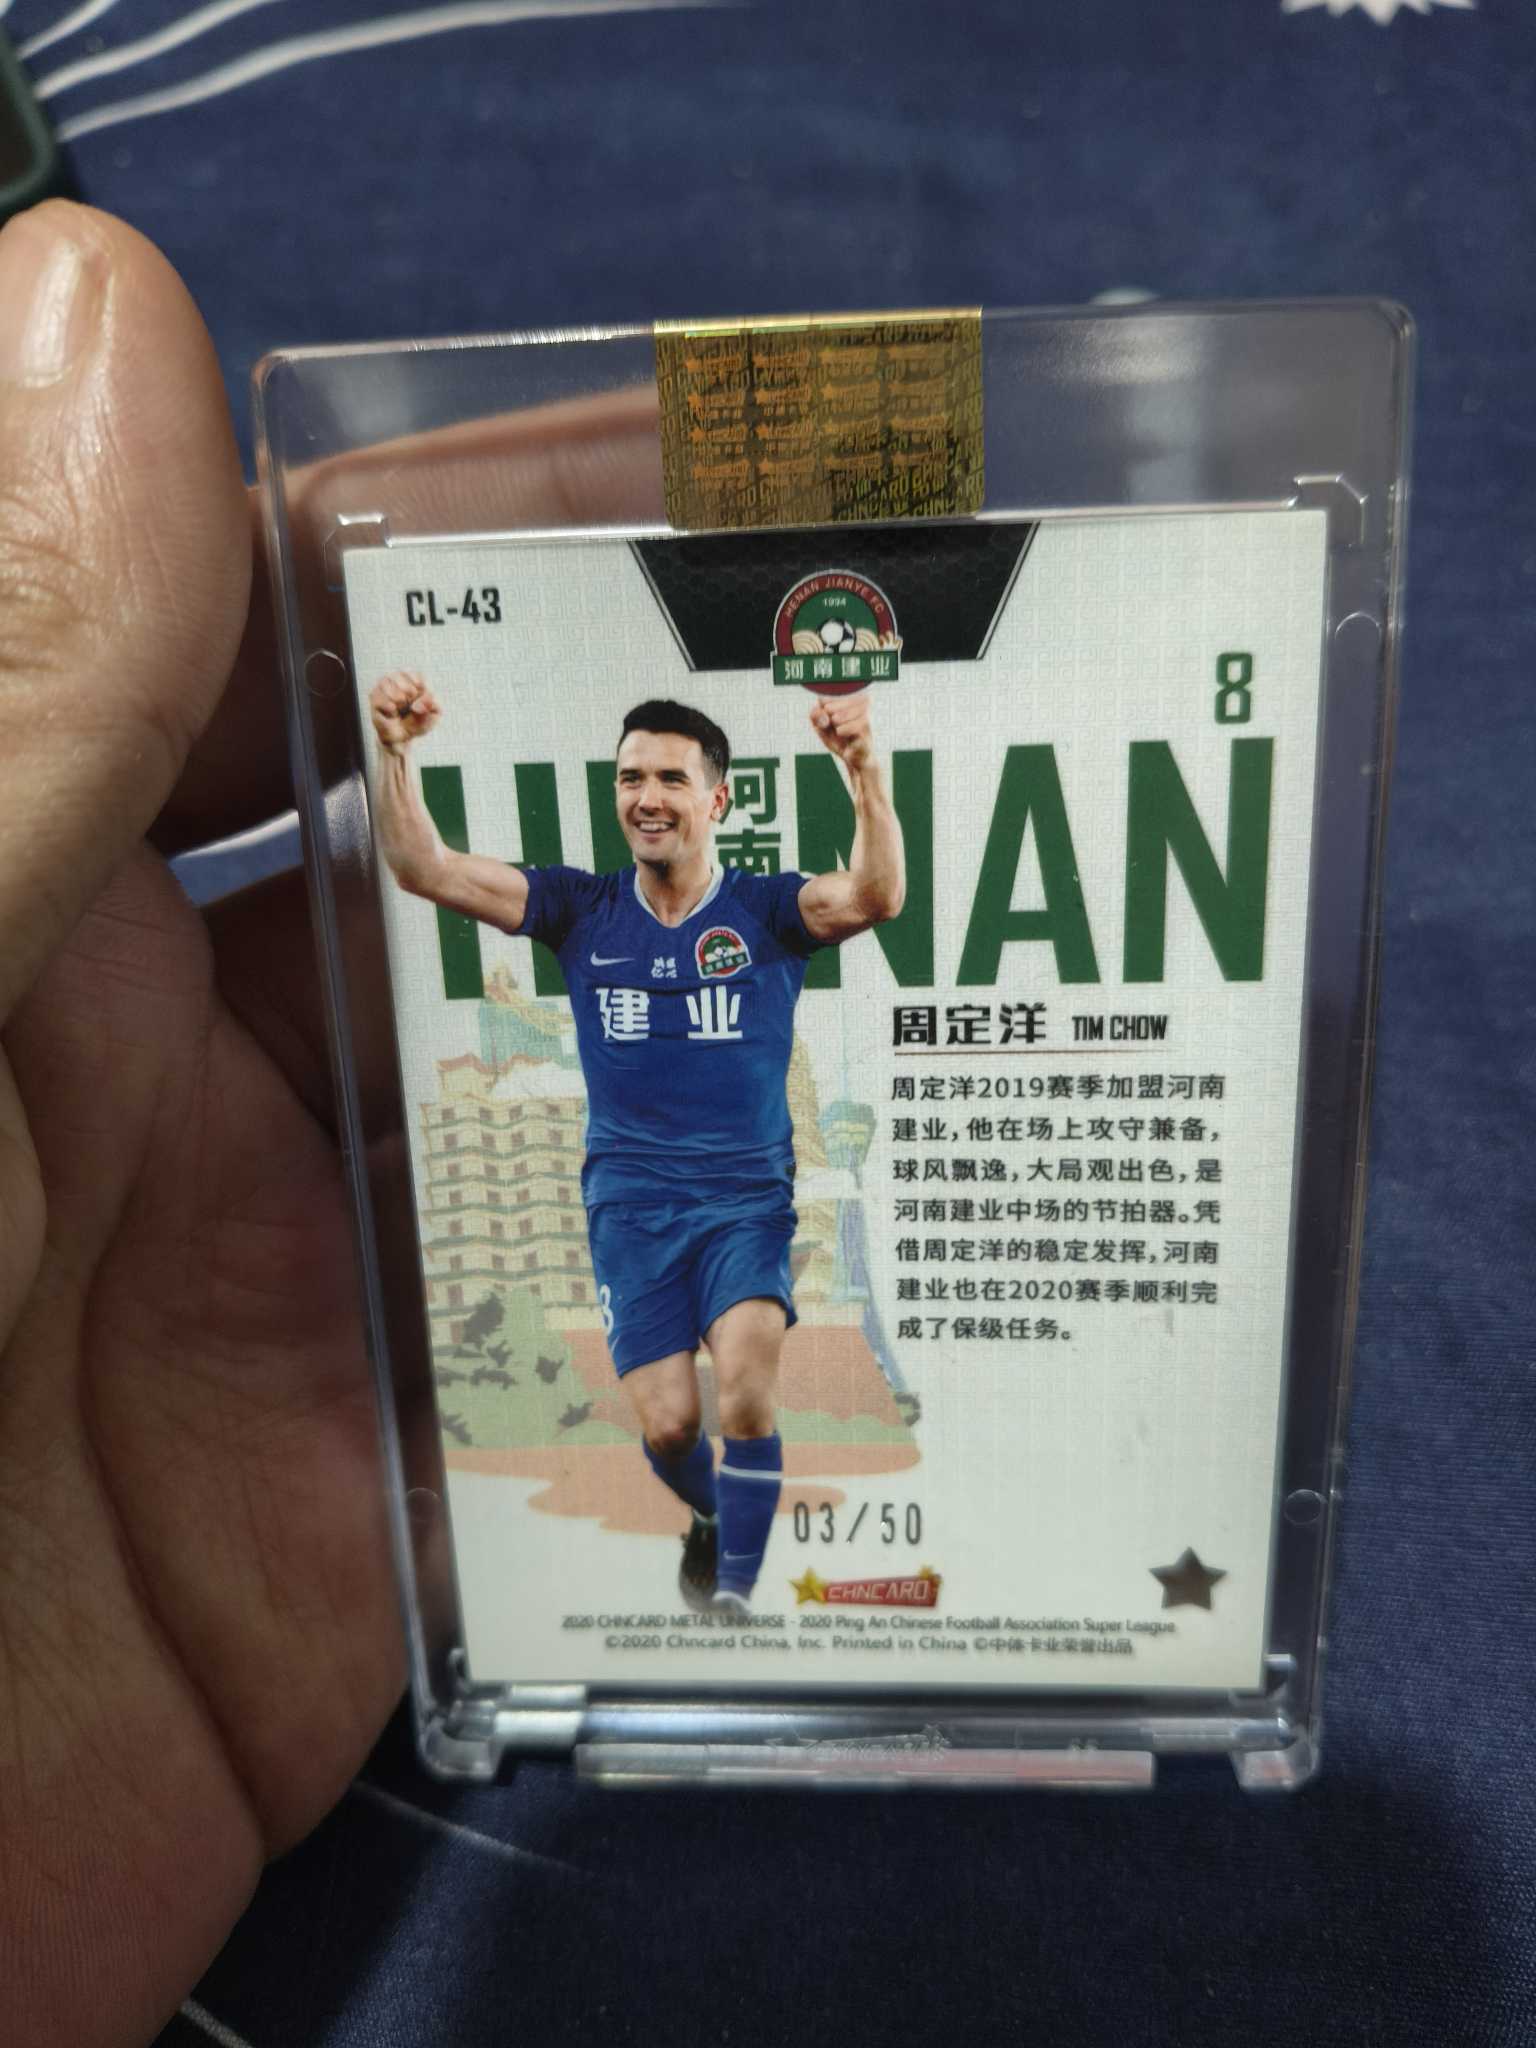 CL-43
HENAN JIANYE FC
1994
河南建业
8
HENAN
河南
建业
8
周定洋 TIM CHOW
周定洋2019赛季加盟河南
建业，他在场上攻守兼备，
球风飘逸，大局观出色，是
河南建业中场的节拍器。凭
借周定洋的稳定发挥，河南
建业也在2020赛季顺利完
成了保级任务。
03/50
CHNCARD
2020 CHNCARD METAL UNIVERSE - 2020 Ping An Chinese Football Association Super League
©2020 Chncard China, Inc. Printed in China ©中体卡业荣誉出品